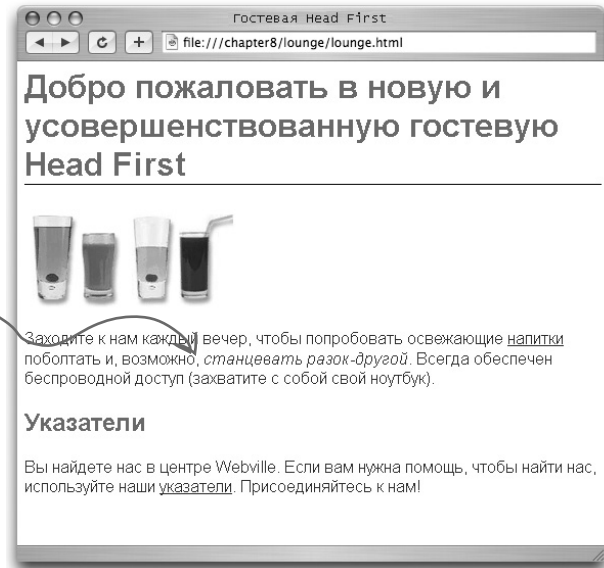 Гостевая Head First
file:///chapter8/lounge/lounge.html
Добро пожаловать в новую и
усовершенствованную гостевую
Head First
Заходите к нам каждый вечер, чтобы попробовать освежающие напитки
поболтать и, возможно, станцевать разок-другой. Всегда обеспечен
беспроводной доступ (захватите с собой свой ноутбук).
Указатели
Вы найдете нас в центре Webville. Если вам нужна помощь, чтобы найти нас,
используйте наши указатели. Присоединяйтесь к нам!